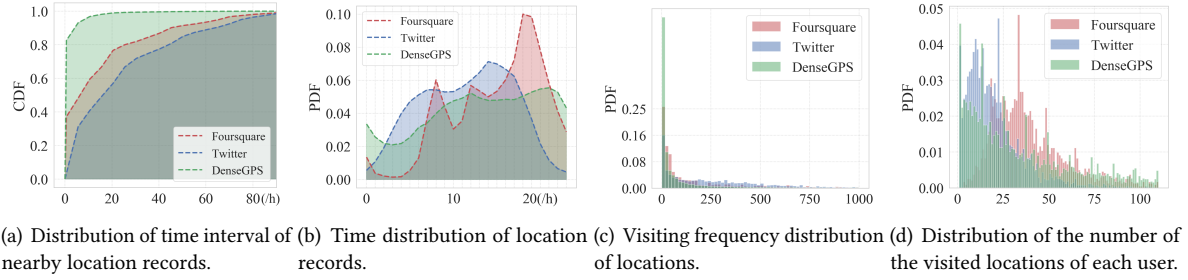 1.0
0.8
0.6
0.4
0.2
0.0
CDF
0
20
40
60
80(/h)
Foursquare
Twitter
DenseGPS
(a) Distribution of time interval of
nearby location records.
0.10
0.08
0.06
0.04
0.02
0.00
PDF
0
10
20(/h)
Foursquare
Twitter
DenseGPS
(b) Time distribution of location
records.
0.25
0.16
0.08
0.00
PDF
0
250
500
750
1000
Foursquare
Twitter
DenseGPS
(c) Visiting frequency distribution
of locations.
0.05
0.04
0.03
0.02
0.01
0.00
PDF
0
25
50
75
100
Foursquare
Twitter
DenseGPS
(d) Distribution of the number of
the visited locations of each user.